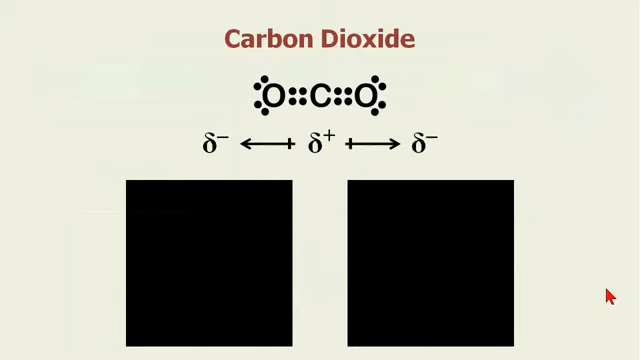 Carbon Dioxide
O::C::O
δ− ⟵+ δ+ +⟶ δ−